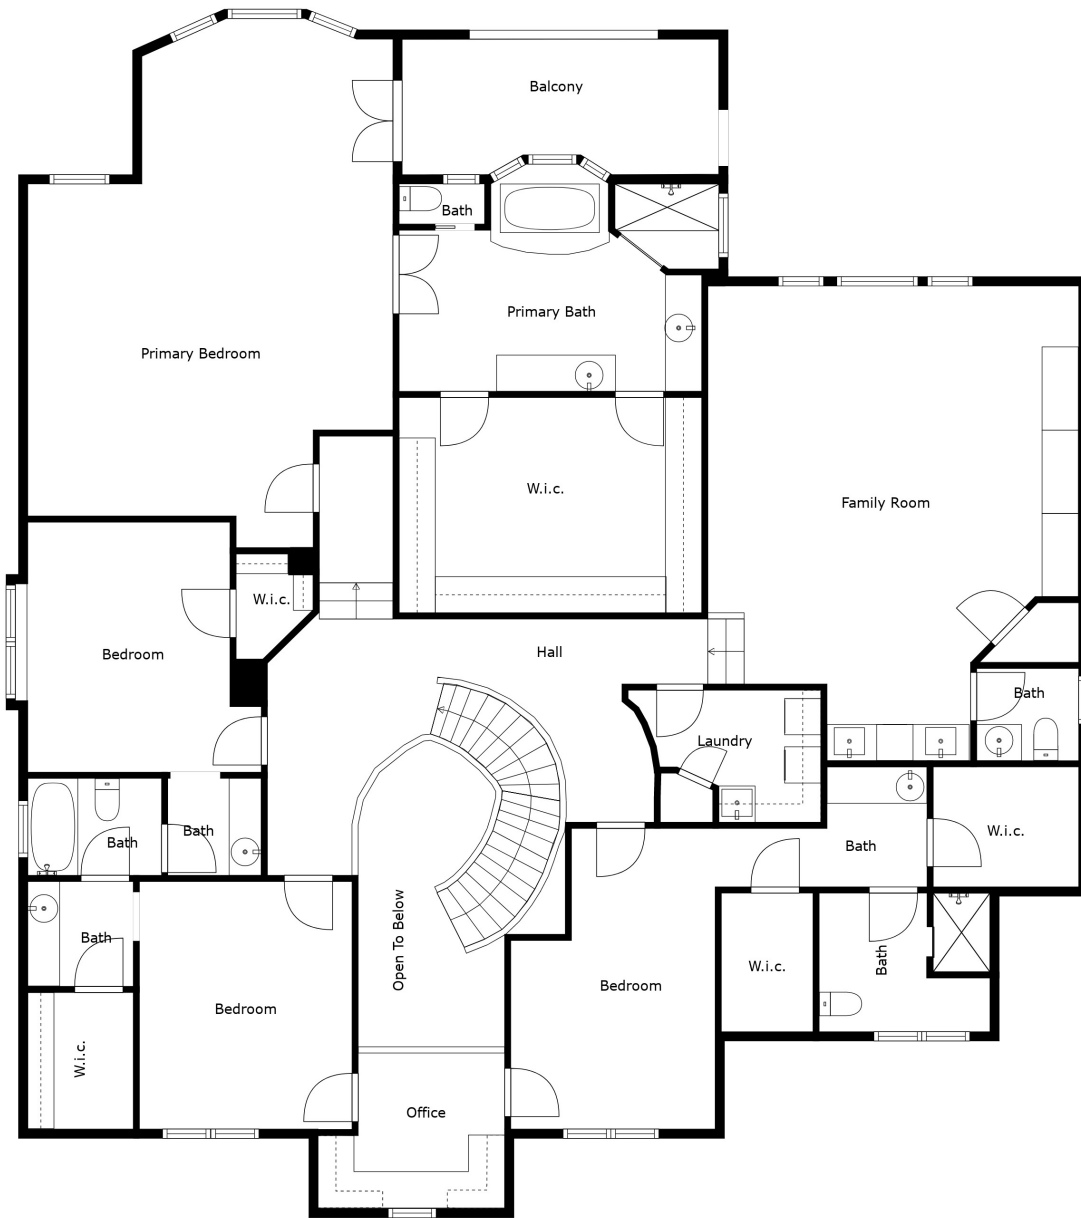 Balcony
Bath
Primary Bath
Primary Bedroom
W.i.c.
Family Room
W.i.c.
Bedroom
Hall
Bath
Laundry
Bath
Bath
Bath
W.i.c.
Bath
Open To Below
Bath
W.i.c.
Bedroom
Bedroom
W.i.c.
Office